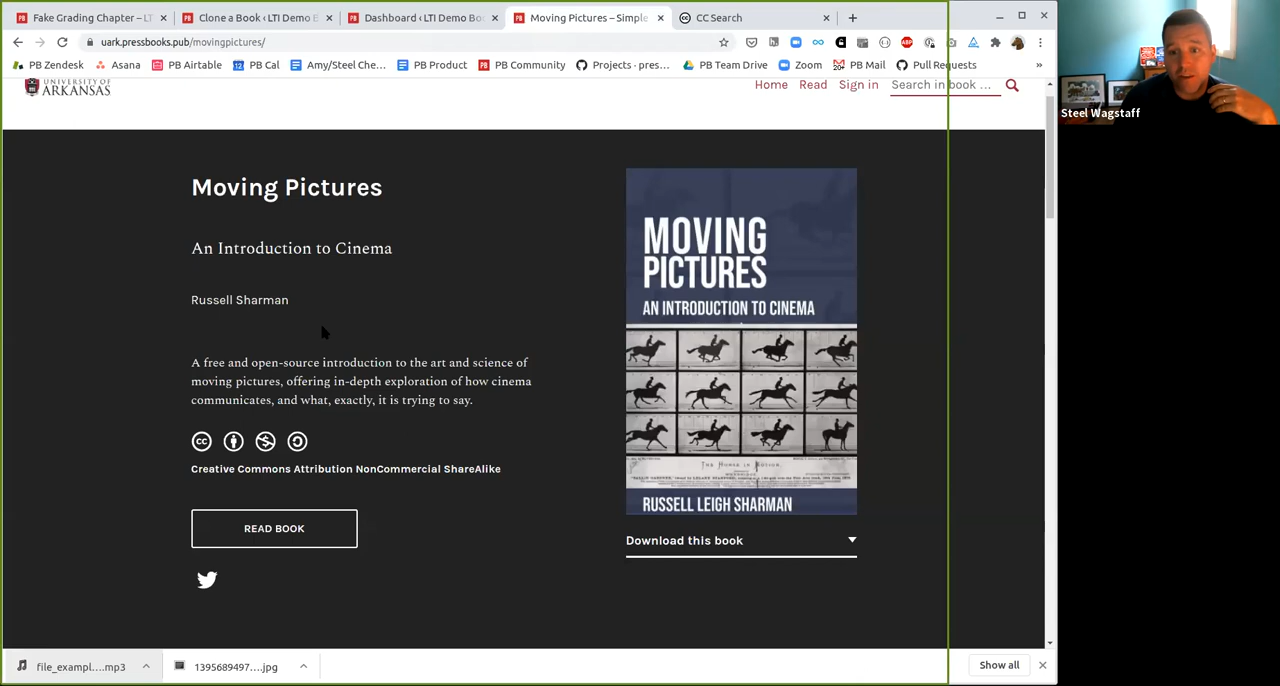 Fake Grading Chapter – LT
Clone a Book ‹ LTI Demo B
Dashboard ‹ LTI Demo Boo
Moving Pictures – Simple
CC Search
uark.pressbooks.pub/movingpictures/
PB Zendesk
Asana
PB Airtable
PB Cal
Amy/Steel Che...
PB Product
PB Community
Projects · pres...
PB Team Drive
Zoom
PB Mail
Pull Requests
UNIVERSITY OF
ARKANSAS
Home Read Sign in Search in book ...
Moving Pictures
An Introduction to Cinema
Russell Sharman
A free and open-source introduction to the art and science of
moving pictures, offering in-depth exploration of how cinema
communicates, and what, exactly, it is trying to say.
Creative Commons Attribution NonCommercial ShareAlike
READ BOOK
MOVING
PICTURES
AN INTRODUCTION TO CINEMA
THE HORSE IN MOTION.
RUSSELL LEIGH SHARMAN
Download this book
file_exampl....mp3
1395689497....jpg
Show all
Steel Wagstaff